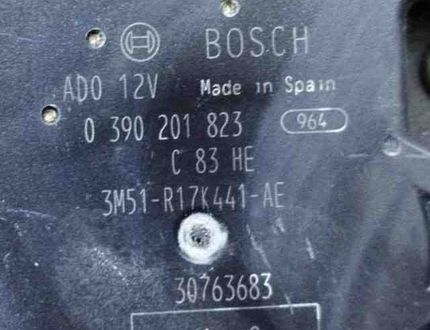 BOSCH
ADO 12V Made in Spain
0 390 201 823 964
C 83 HE
3M51-R17K441-AE
30763683